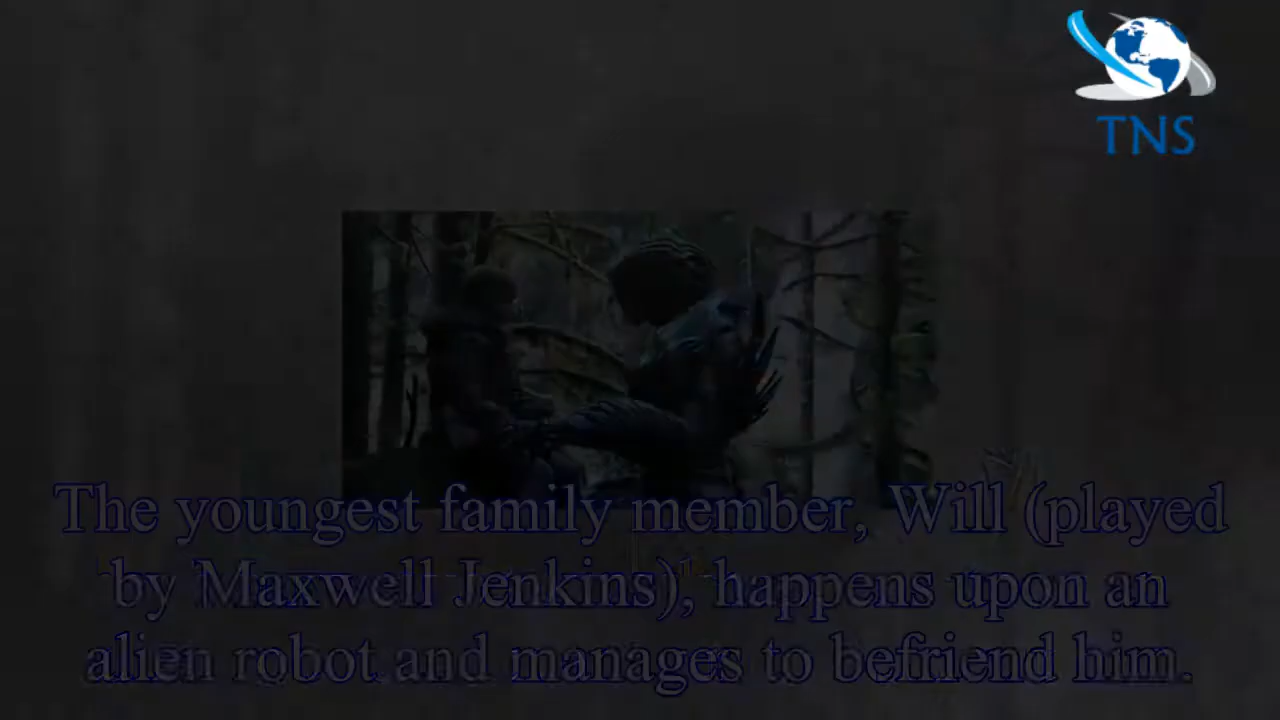 TNS
The youngest family member, Will (played
by Maxwell Jenkins), happens upon an
alien robot and manages to befriend him.